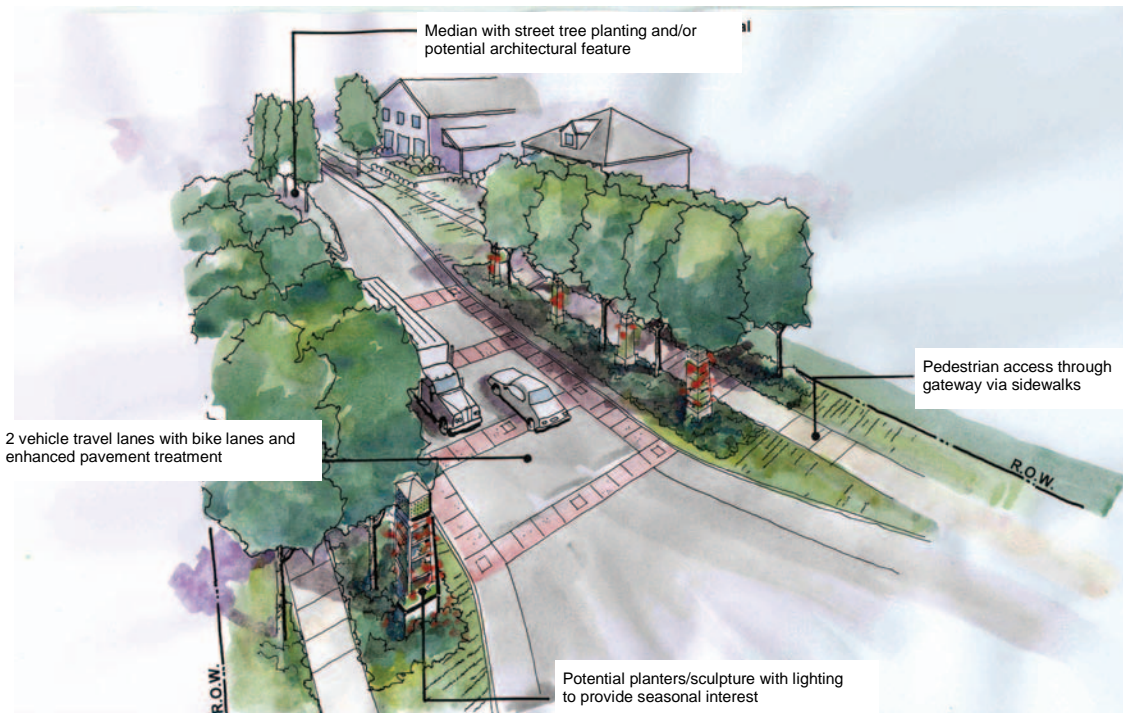 Median with street tree planting and/or
potential architectural feature
al
Pedestrian access through
gateway via sidewalks
2 vehicle travel lanes with bike lanes and
enhanced pavement treatment
R.O.W.
Potential planters/sculpture with lighting
to provide seasonal interest
R.O.W.